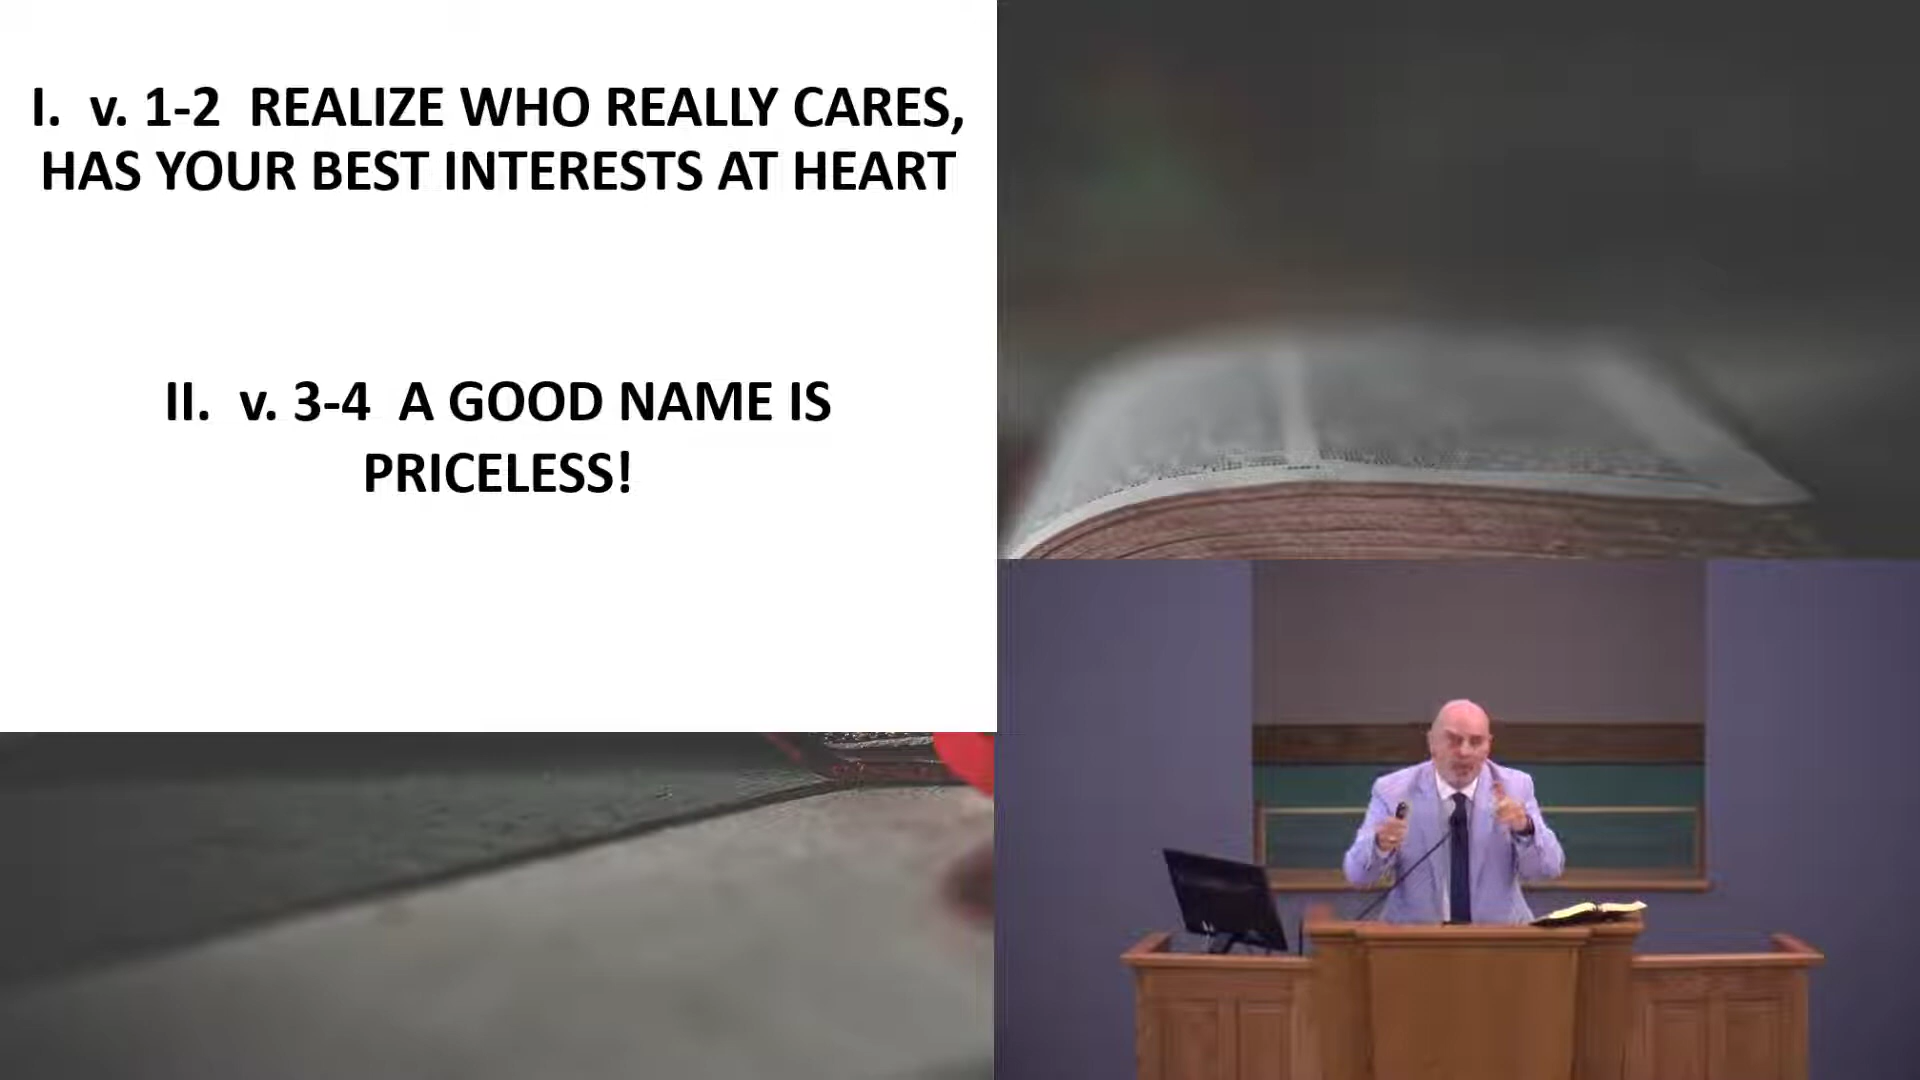 I.  v. 1-2  REALIZE WHO REALLY CARES,
HAS YOUR BEST INTERESTS AT HEART
II.  v. 3-4  A GOOD NAME IS
PRICELESS!